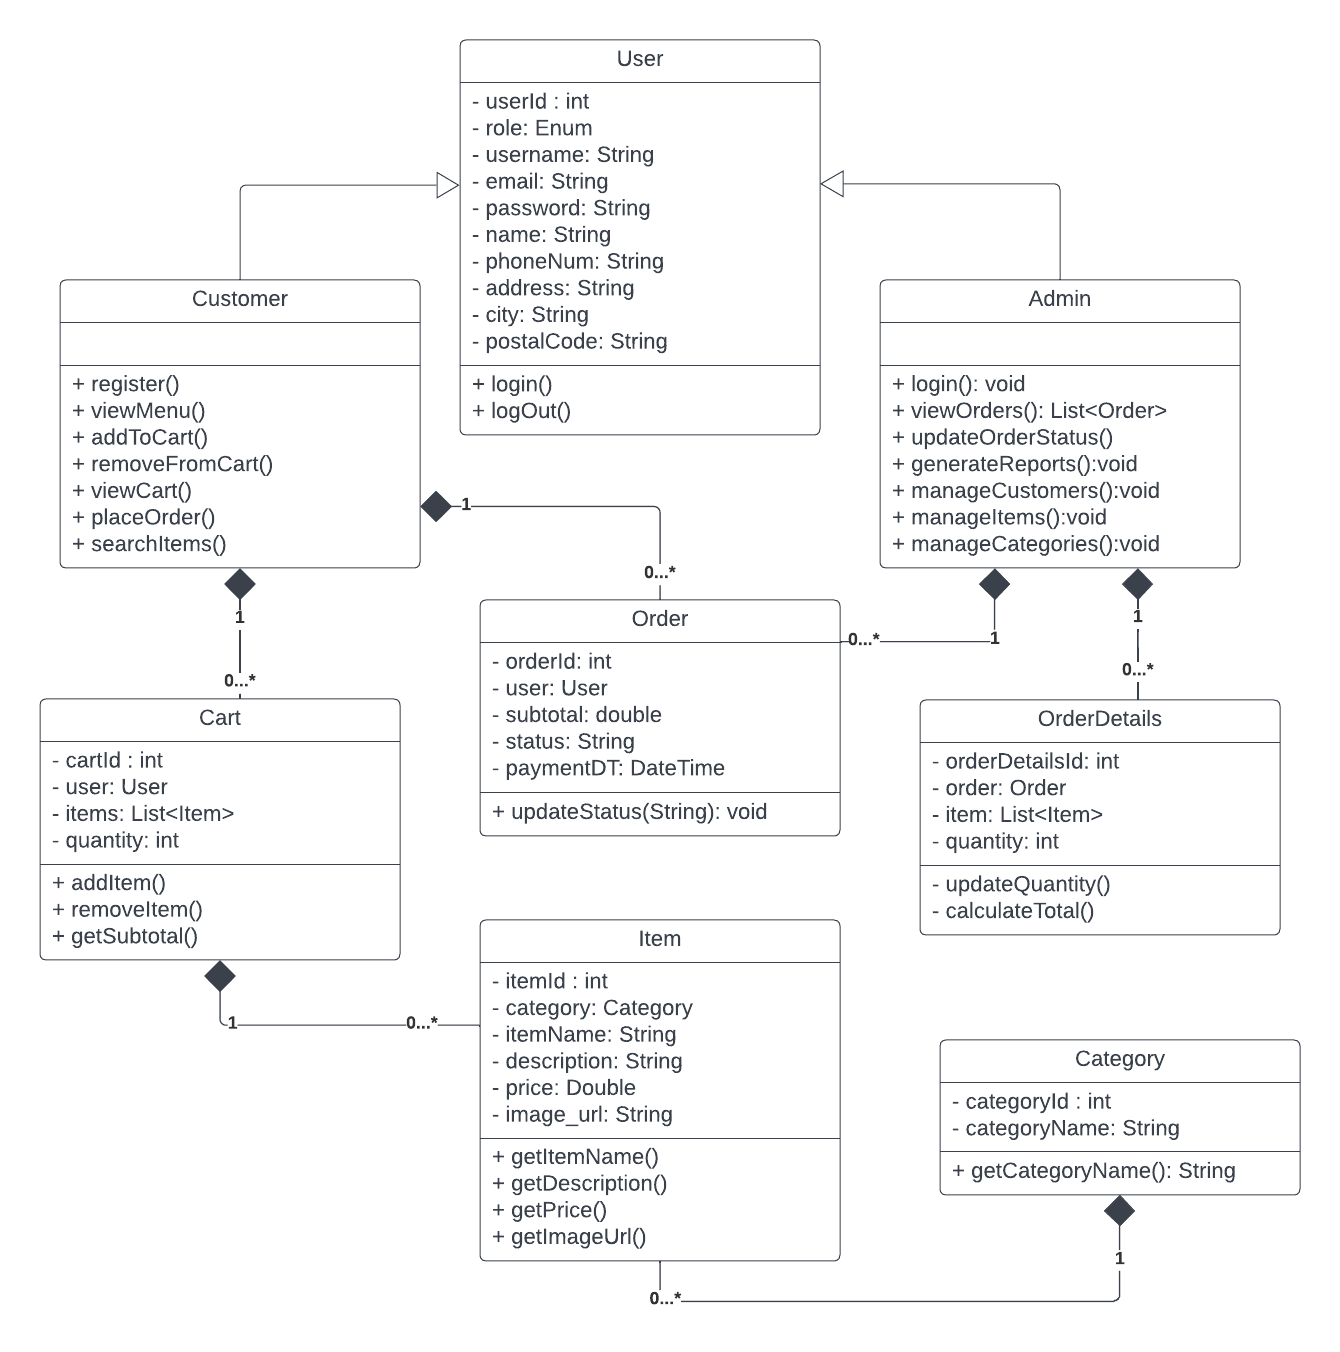 User
- userId : int
- role: Enum
- username: String
- email: String
- password: String
- name: String
- phoneNum: String
- address: String
- city: String
- postalCode: String
+ login()
+ logOut()
Customer
+ register()
+ viewMenu()
+ addToCart()
+ removeFromCart()
+ viewCart()
+ placeOrder()
+ searchItems()
Admin
+ login(): void
+ viewOrders(): List<Order>
+ updateOrderStatus()
+ generateReports():void
+ manageCustomers():void
+ manageItems():void
+ manageCategories():void
1
0...*
1
0...*
0...*
1
1
0...*
Order
- orderId: int
- user: User
- subtotal: double
- status: String
- paymentDT: DateTime
+ updateStatus(String): void
Cart
- cartId : int
- user: User
- items: List<Item>
- quantity: int
+ addItem()
+ removeItem()
+ getSubtotal()
OrderDetails
- orderDetailsId: int
- order: Order
- item: List<Item>
- quantity: int
- updateQuantity()
- calculateTotal()
1
0...*
Item
- itemId : int
- category: Category
- itemName: String
- description: String
- price: Double
- image_url: String
+ getItemName()
+ getDescription()
+ getPrice()
+ getImageUrl()
Category
- categoryId : int
- categoryName: String
+ getCategoryName(): String
1
0...*